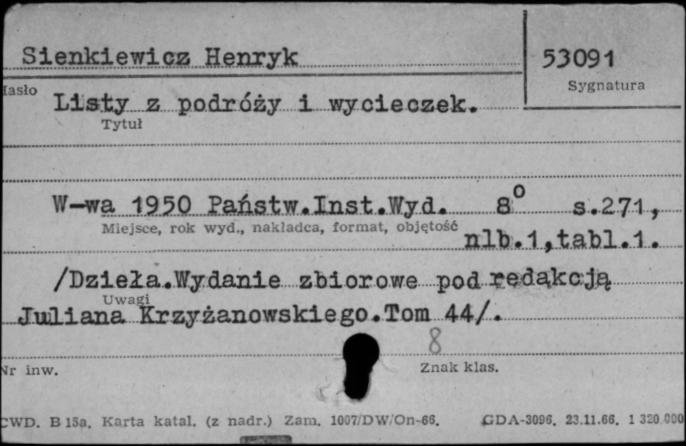 Sienkiewicz Henryk
53091
Hasło
Sygnatura
Listy z podróży i wycieczek.
Tytuł
W-wa 1950 Państw.Inst.Wyd. 8o s.271,
Miejsce, rok wyd., nakładca, format, objętość
nlb.1,tabl.1.
/Dzieła.Wydanie zbiorowe pod redakcją
Uwagi
Juliana Krzyżanowskiego.Tom 44/.
8
Nr inw.
Znak klas.
CWD. B 15a. Karta katal. (z nadr.) Zam. 1007/DW/On-66. GDA-3096. 23.11.66. 1 320 000